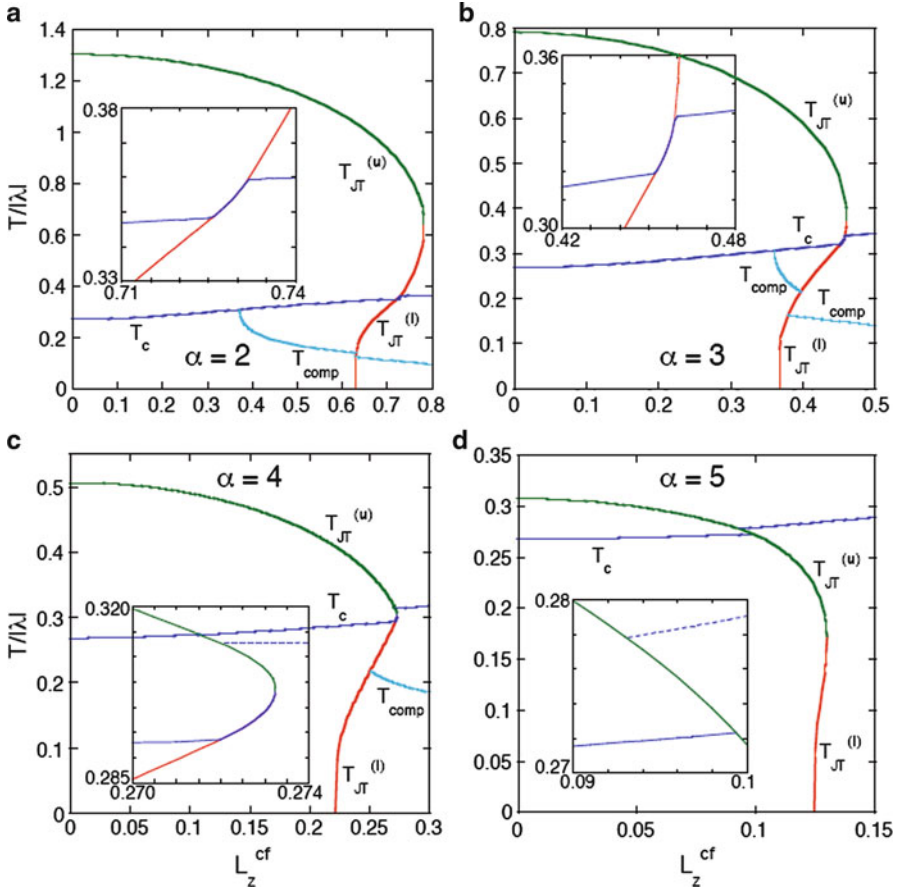 a
b
1.4
1.2
1
0.8
0.6
0.4
0.2
0
T/|λ|
0.38
0.33
0.71
0.74
T_JT^(u)
T_c
T_JT^(l)
T_comp
α = 2
0 0.1 0.2 0.3 0.4 0.5 0.6 0.7 0.8
0.8
0.7
0.6
0.5
0.4
0.3
0.2
0.1
0
0.36
0.30
0.42
0.48
T_JT^(u)
T_c
T_comp
T_comp
α = 3
T_JT^(l)
0 0.1 0.2 0.3 0.4 0.5
c
d
0.5
0.4
0.3
0.2
0.1
0
T/|λ|
α = 4
T_JT^(u)
T_c
0.320
0.285
0.270
0.274
T_comp
T_JT^(l)
0 0.05 0.1 0.15 0.2 0.25 0.3
L_z^cf
0.35
0.30
0.25
0.20
0.15
0.10
0.05
0
α = 5
T_c
T_JT^(u)
0.28
0.27
0.09
0.1
T_JT^(l)
0 0.05 0.1 0.15
L_z^cf